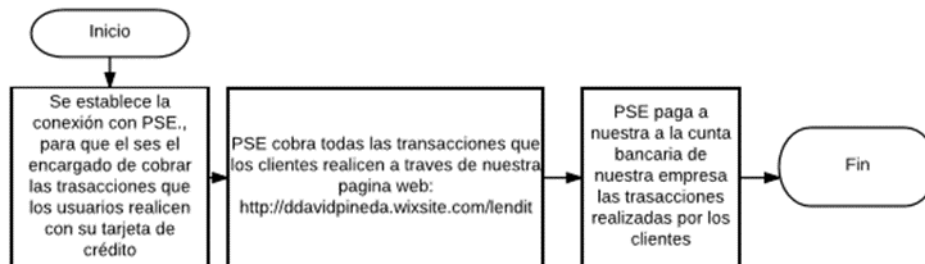 Inicio
Se establece la
conexión con PSE.,
para que el ses el
encargado de cobrar
las trasacciones que
los usuarios realicen
con su tarjeta de
crédito
PSE cobra todas las transacciones que
los clientes realicen a traves de nuestra
pagina web:
http://ddavidpineda.wixsite.com/lendit
PSE paga a
nuestra a la cunta
bancaria de
nuestra empresa
las trasacciones
realizadas por los
clientes
Fin